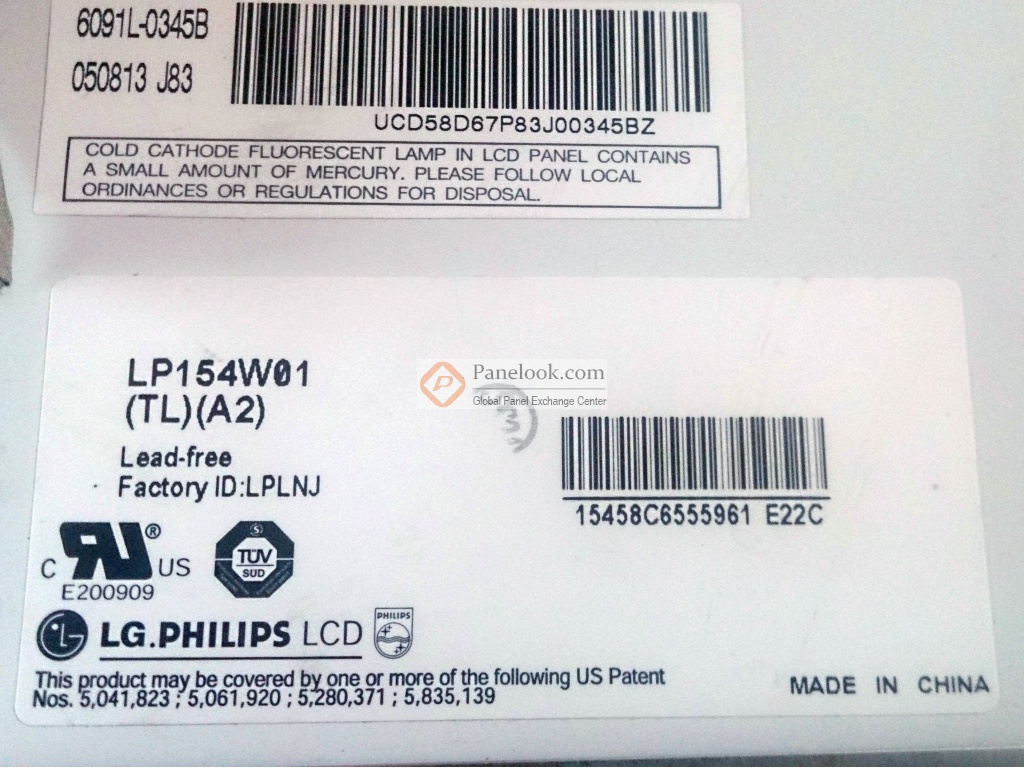 6091L-0345B
050813 J83
UCD58D67P83J00345BZ
COLD CATHODE FLUORESCENT LAMP IN LCD PANEL CONTAINS
A SMALL AMOUNT OF MERCURY. PLEASE FOLLOW LOCAL
ORDINANCES OR REGULATIONS FOR DISPOSAL.
LP154W01
(TL)(A2)
Panelook.com
Global Panel Exchange Center
Lead-free
Factory ID:LPLNJ
15458C6555961 E22C
C ® US
E200909
TÜV
SÜD
LG.PHILIPS LCD
PHILIPS
This product may be covered by one or more of the following US Patent
Nos. 5,041,823 ; 5,061,920 ; 5,280,371 ; 5,835,139
MADE IN CHINA